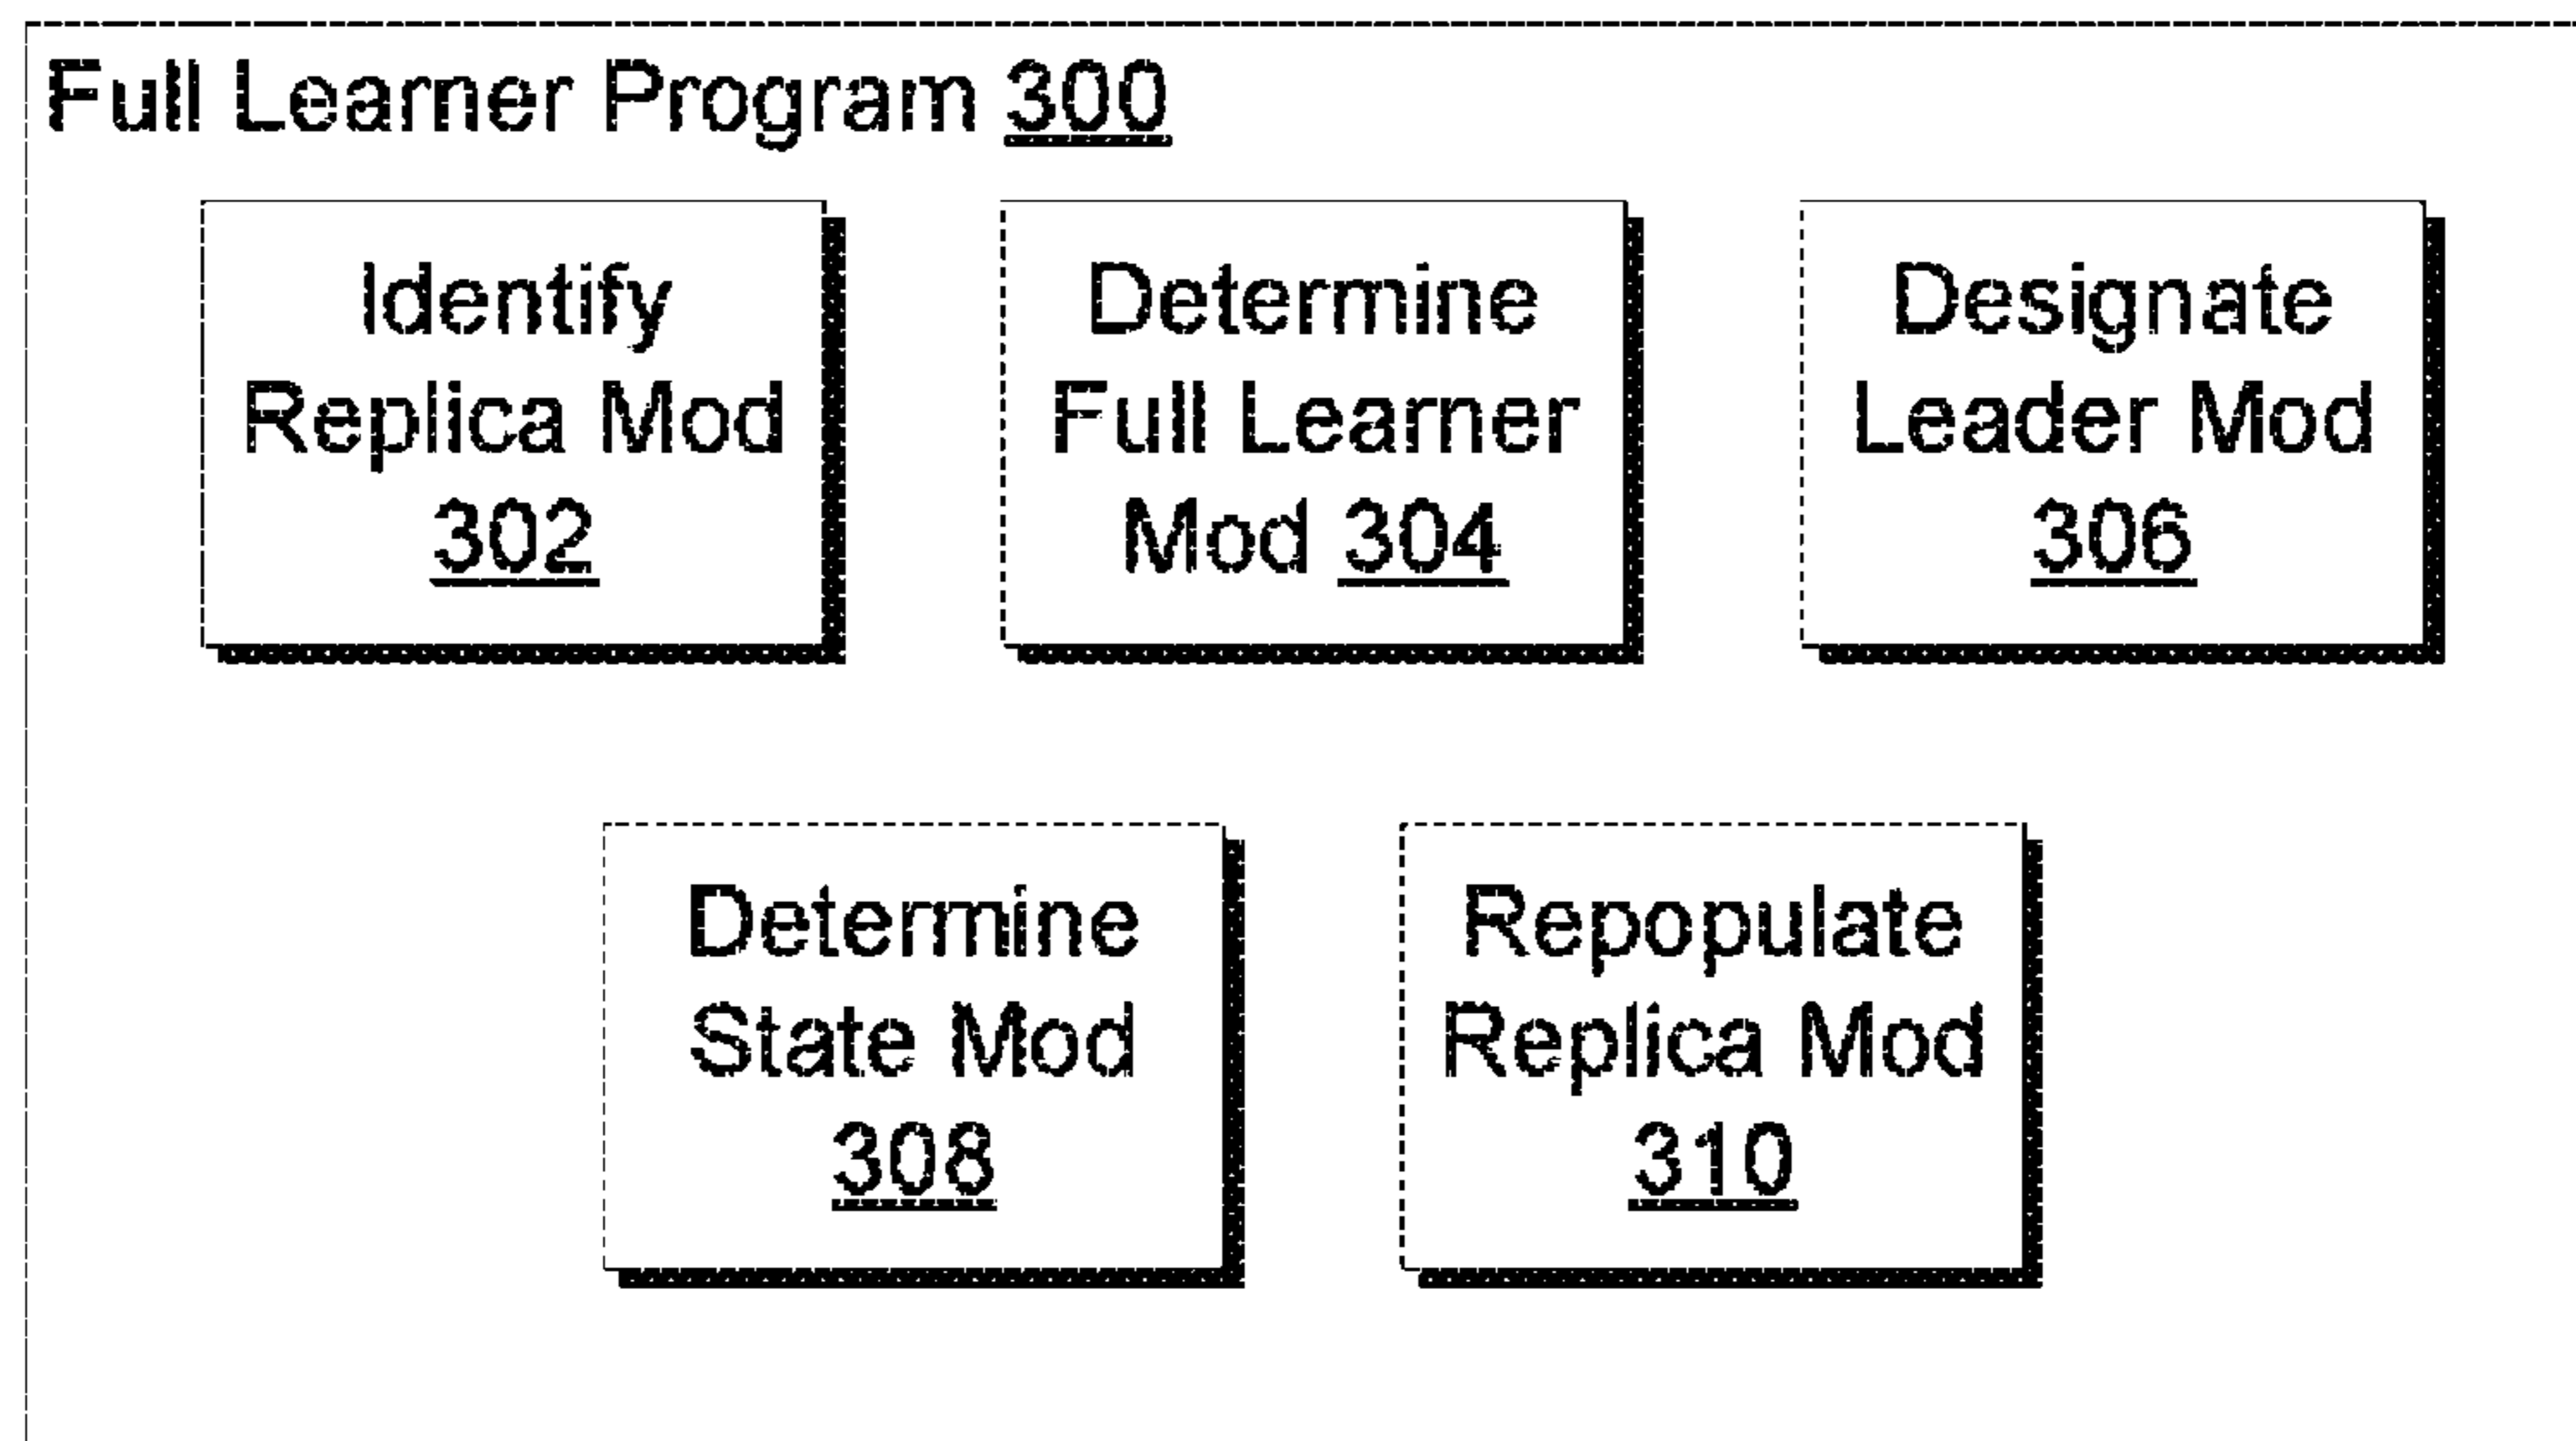 Full Learner Program 300
Identify
Replica Mod
302
Determine
Full Learner
Mod 304
Designate
Leader Mod
306
Determine
State Mod
308
Repopulate
Replica Mod
310